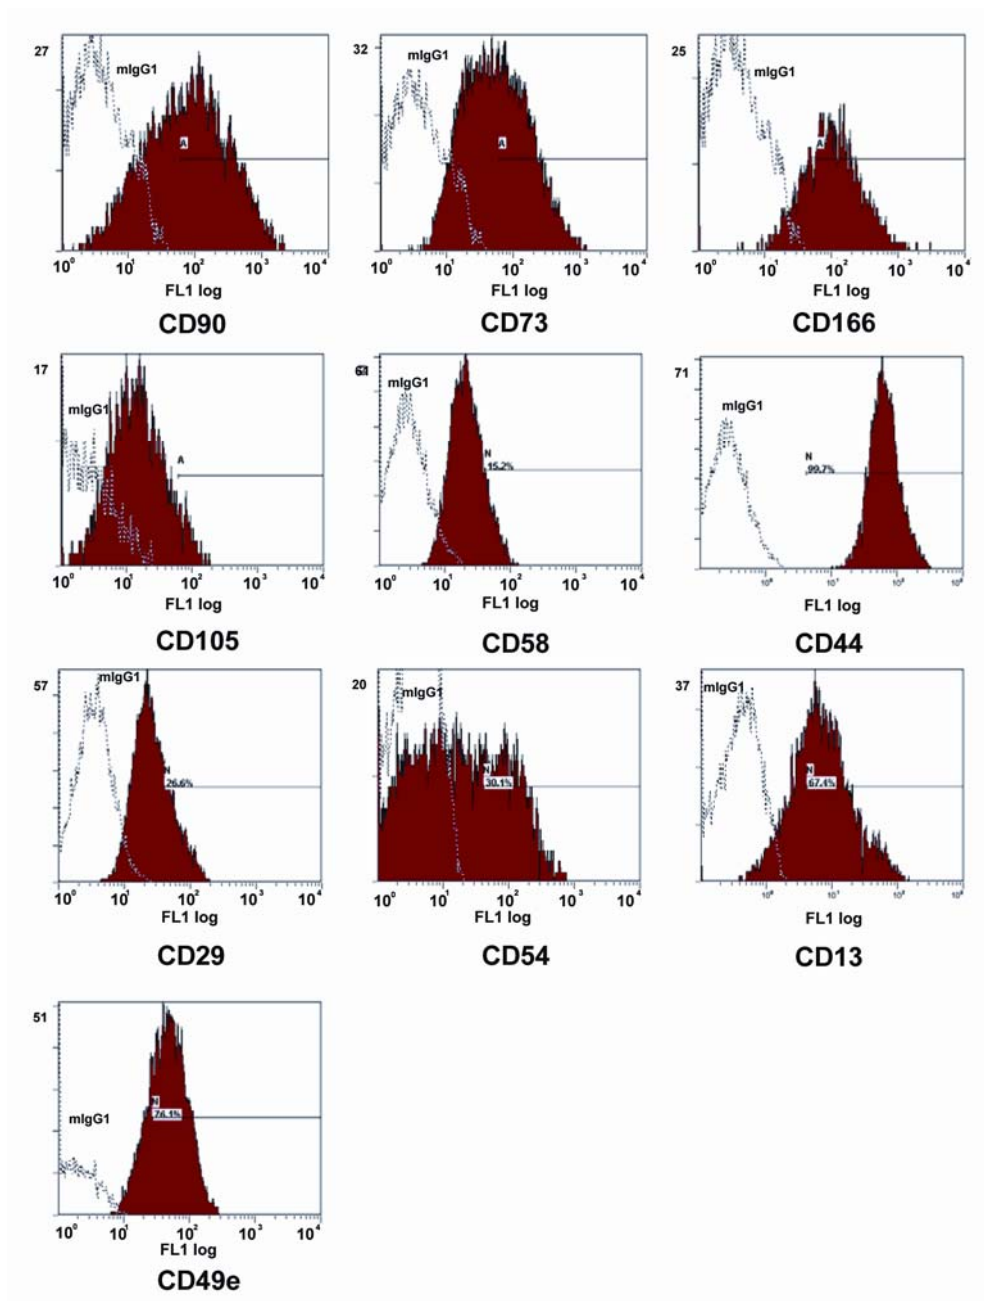 27
mIgG1
A
10⁰ 10¹ 10² 10³ 10⁴
FL1 log
CD90
32
mIgG1
A
10⁰ 10¹ 10² 10³ 10⁴
FL1 log
CD73
25
mIgG1
A
10⁰ 10¹ 10² 10³ 10⁴
FL1 log
CD166
17
mIgG1
A
10⁰ 10¹ 10² 10³ 10⁴
FL1 log
CD105
mIgG1
N
15.2%
10⁰ 10¹ 10² 10³ 10⁴
FL1 log
CD58
71
mIgG1
N
99.7%
FL1 log
CD44
57
mIgG1
N
26.6%
10⁰ 10¹ 10² 10³ 10⁴
FL1 log
CD29
20
mIgG1
N
30.1%
10⁰ 10¹ 10² 10³ 10⁴
FL1 log
CD54
37
mIgG1
N
67.4%
FL1 log
CD13
51
mIgG1
N
76.1%
10⁰ 10¹ 10² 10³ 10⁴
FL1 log
CD49e